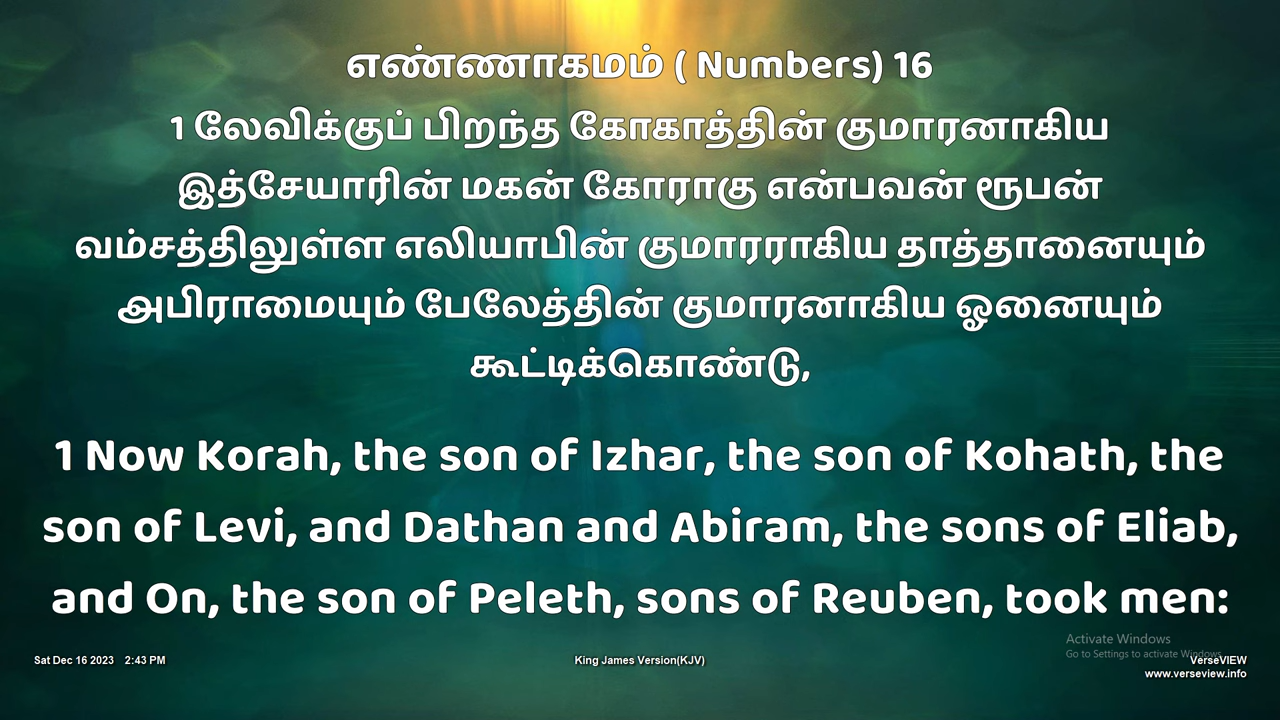 எண்ணாகமம் ( Numbers) 16
1 லேவிக்குப் பிறந்த கோகாத்தின் குமாரனாகிய
இத்சேயாரின் மகன் கோராகு என்பவன் ரூபன்
வம்சத்திலுள்ள எலியாபின் குமாரராகிய தாத்தானையும்
அபிராமையும் பேலேத்தின் குமாரனாகிய ஓனையும்
கூட்டிக்கொண்டு,
1 Now Korah, the son of Izhar, the son of Kohath, the
son of Levi, and Dathan and Abiram, the sons of Eliab,
and On, the son of Peleth, sons of Reuben, took men:
Activate Windows
Go to Settings to activate Windows.
Sat Dec 16 2023 2:43 PM
King James Version(KJV)
VerseVIEW
www.verseview.info